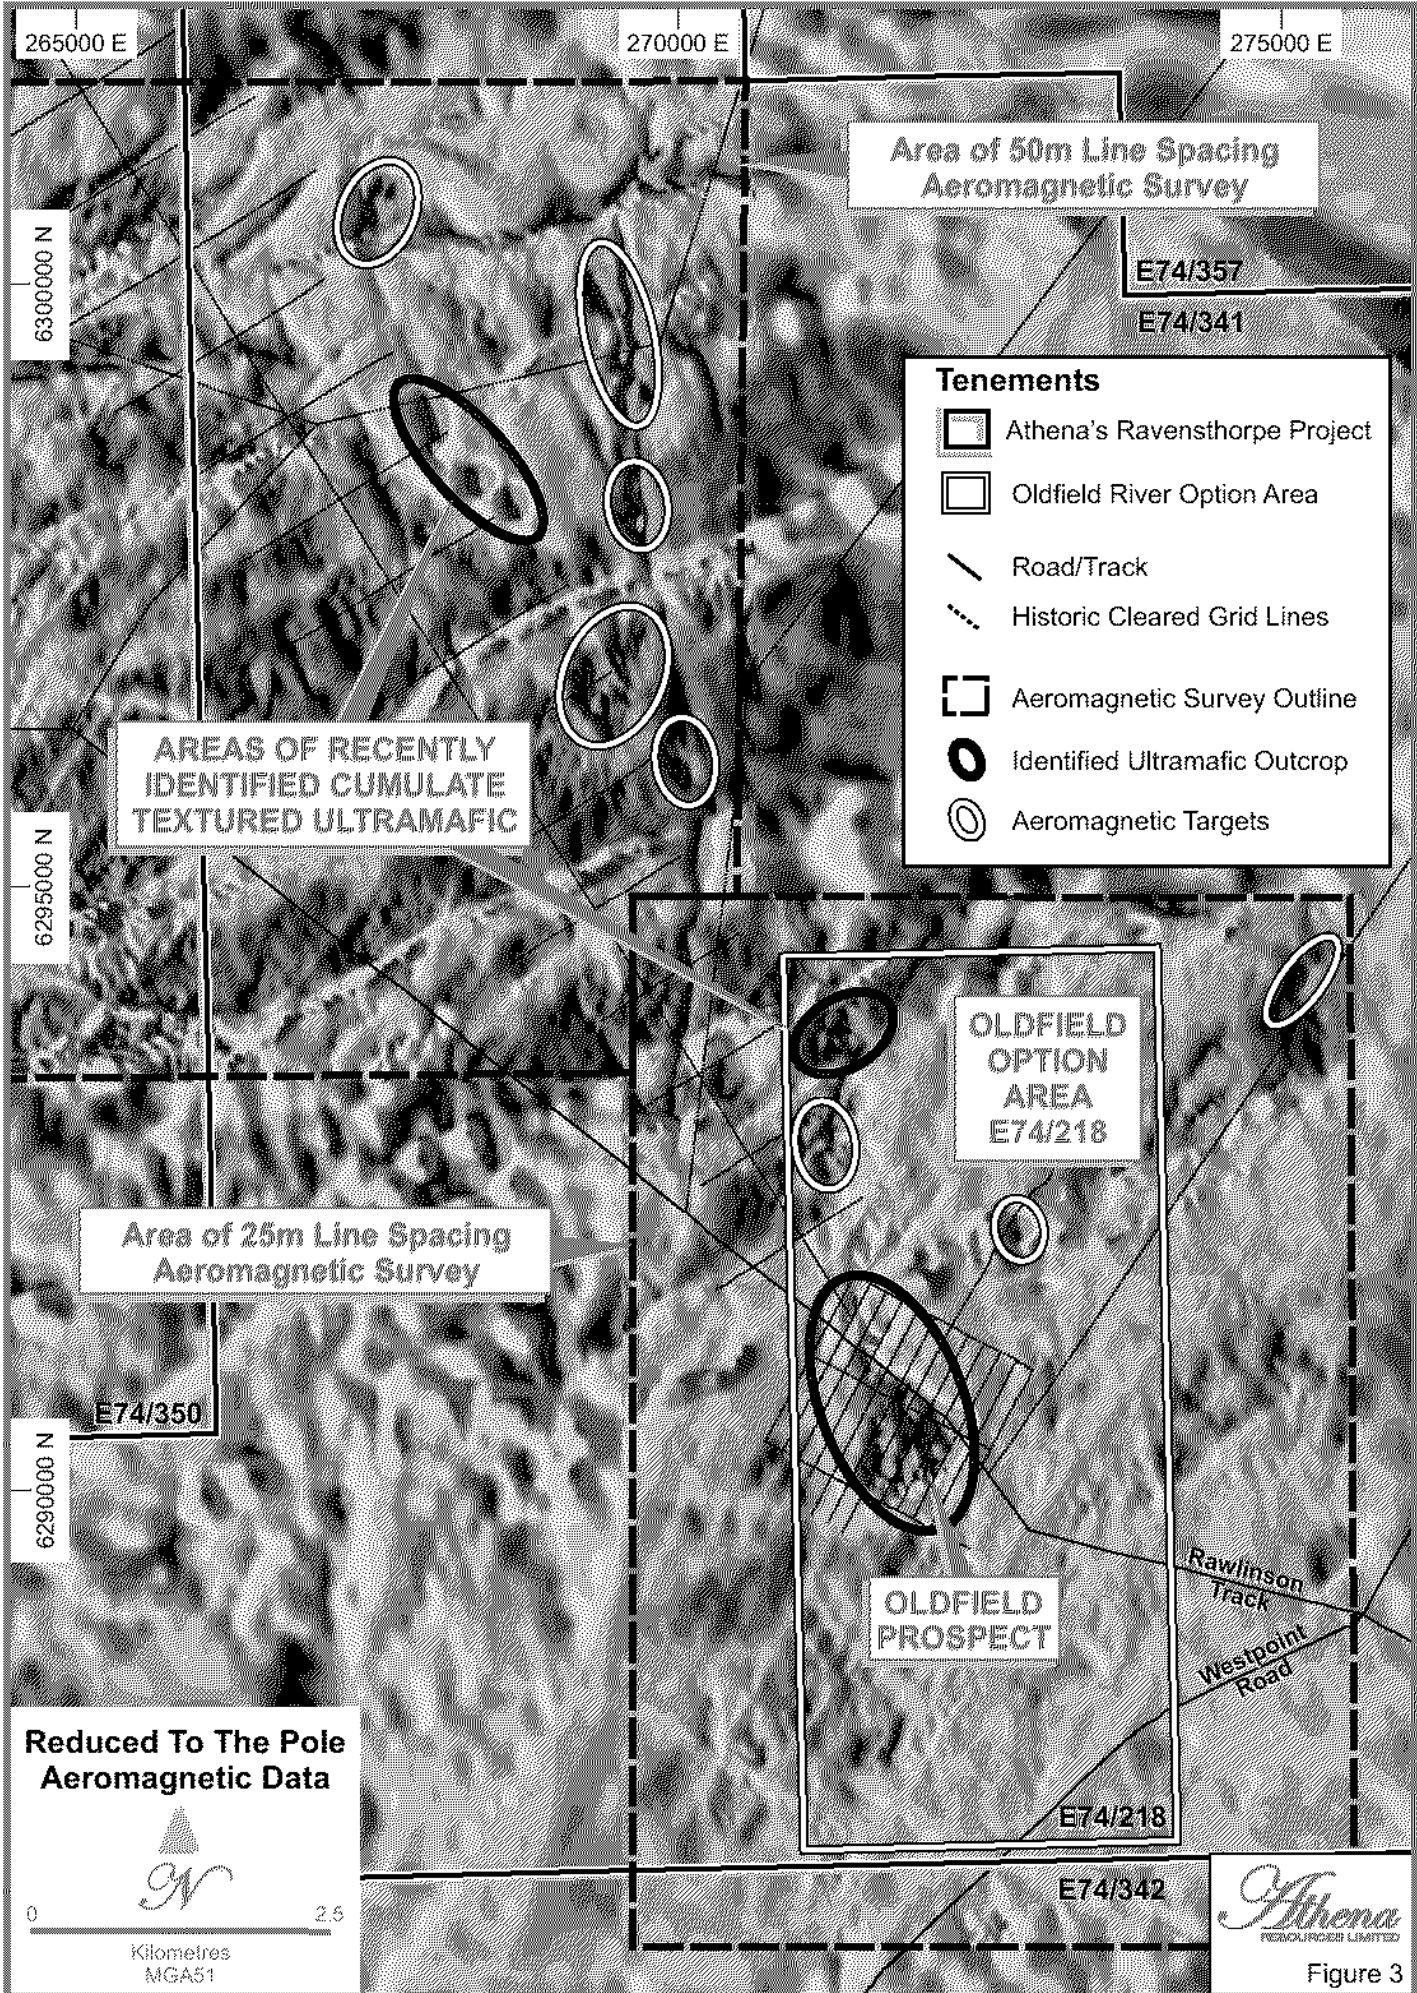 265000 E
270000 E
275000 E
Area of 50m Line Spacing
Aeromagnetic Survey
6300000 N
E74/357
E74/341
Tenements
Athena's Ravensthorpe Project
Oldfield River Option Area
Road/Track
Historic Cleared Grid Lines
Aeromagnetic Survey Outline
Identified Ultramafic Outcrop
Aeromagnetic Targets
AREAS OF RECENTLY
IDENTIFIED CUMULATE
TEXTURED ULTRAMAFIC
6295000 N
OLDFIELD
OPTION
AREA
E74/218
Area of 25m Line Spacing
Aeromagnetic Survey
E74/350
6290000 N
Rawlinson
Track
OLDFIELD
PROSPECT
Westpoint
Road
Reduced To The Pole
Aeromagnetic Data
N
0 2.5
Kilometres
MGA51
E74/218
E74/342
Athena
RESOURCES LIMITED
Figure 3